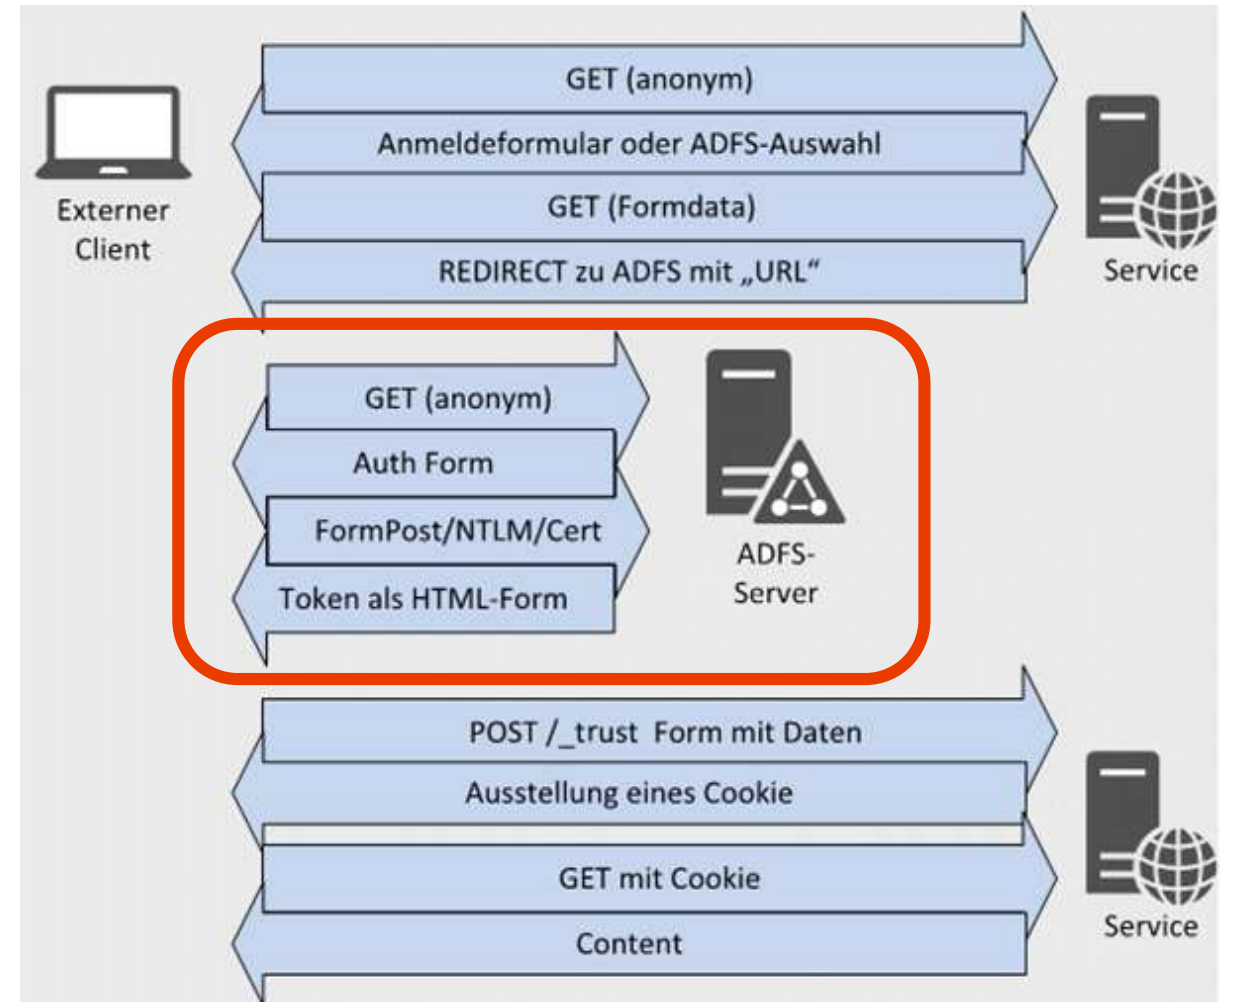 GET (anonym)
Anmeldeformular oder ADFS-Auswahl
GET (Formdata)
REDIRECT zu ADFS mit „URL“
Externer
Client
Service
GET (anonym)
Auth Form
FormPost/NTLM/Cert
Token als HTML-Form
ADFS-
Server
POST /_trust Form mit Daten
Ausstellung eines Cookie
GET mit Cookie
Content
Service